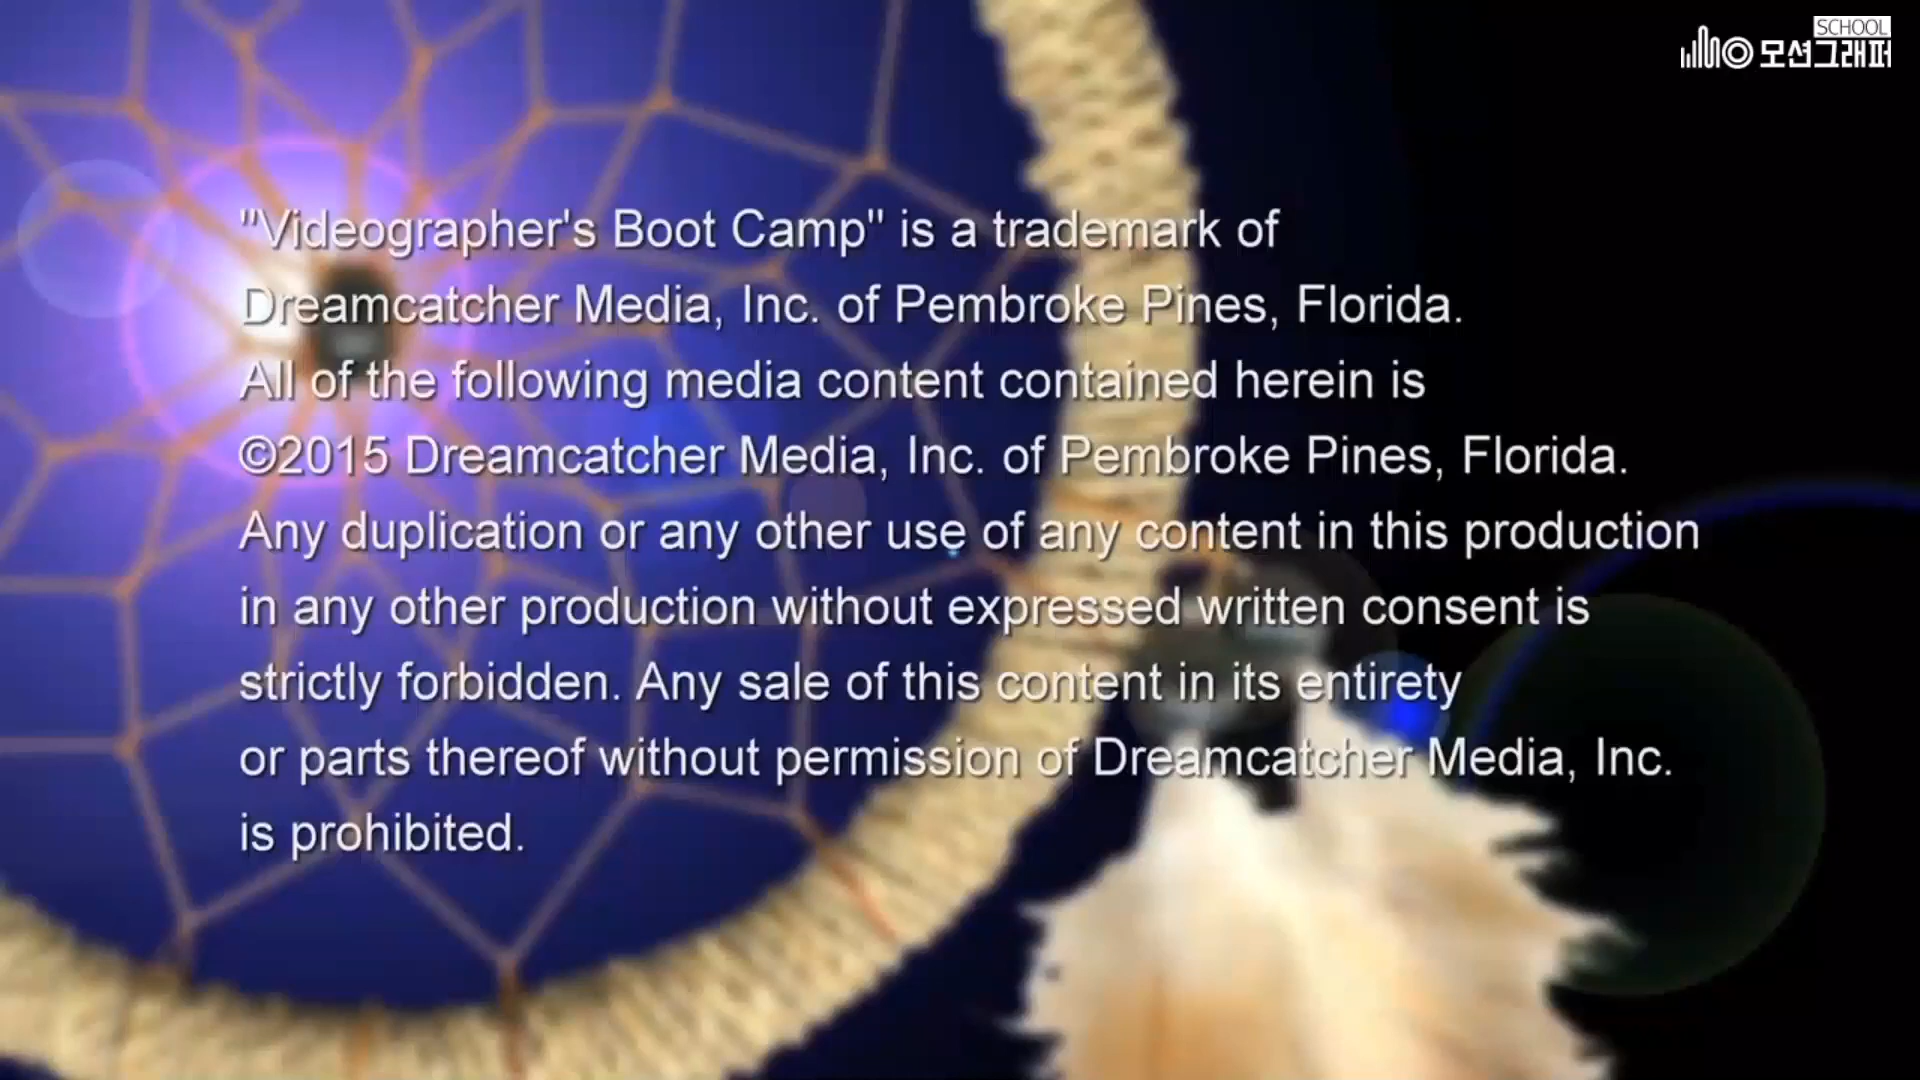 SCHOOL
모션그래퍼
"Videographer's Boot Camp" is a trademark of
Dreamcatcher Media, Inc. of Pembroke Pines, Florida.
All of the following media content contained herein is
©2015 Dreamcatcher Media, Inc. of Pembroke Pines, Florida.
Any duplication or any other use of any content in this production
in any other production without expressed written consent is
strictly forbidden. Any sale of this content in its entirety
or parts thereof without permission of Dreamcatcher Media, Inc.
is prohibited.